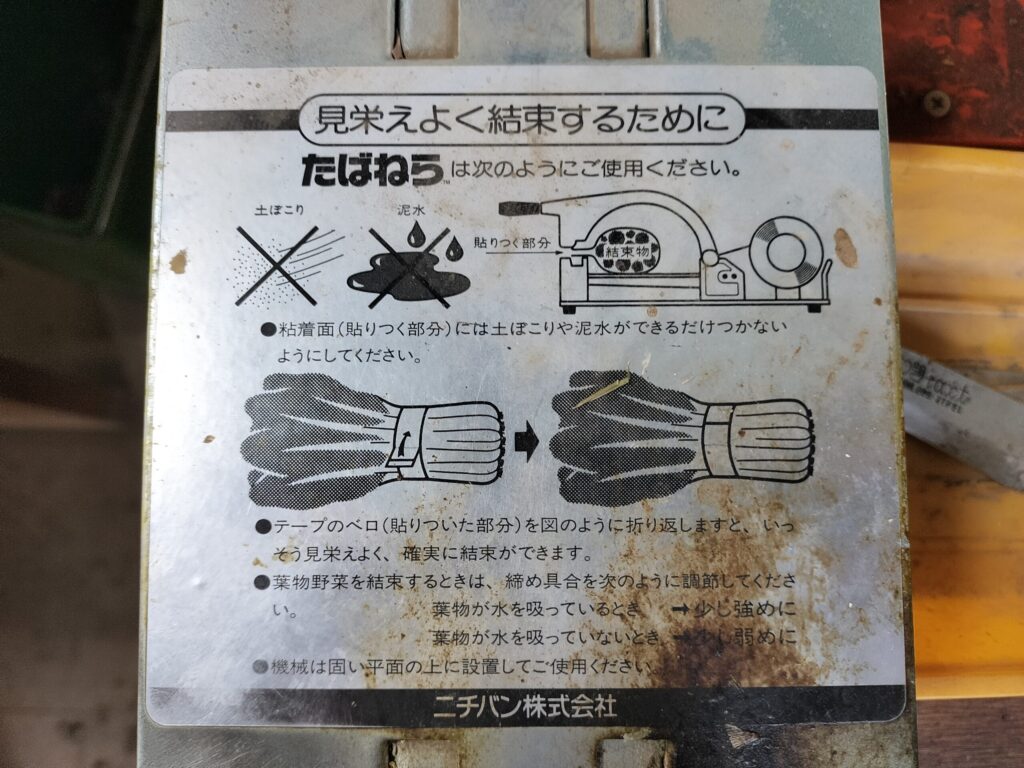 見栄えよく結束するために
たばねら™は次のようにご使用ください。
土ぼこり
泥水
貼りつく部分
結束物
●粘着面(貼りつく部分)には土ぼこりや泥水ができるだけつかない
ようにしてください。
●テープのベロ(貼りついた部分)を図のように折り返しますと、いっ
そう見栄えよく、確実に結束ができます。
●葉物野菜を結束するときは、締め具合を次のように調節してくださ
い。 葉物が水を吸っているとき ➞少し強めに
葉物が水を吸っていないとき ➞少し弱めに
●機械は固い平面の上に設置してご使用ください
ニチバン株式会社